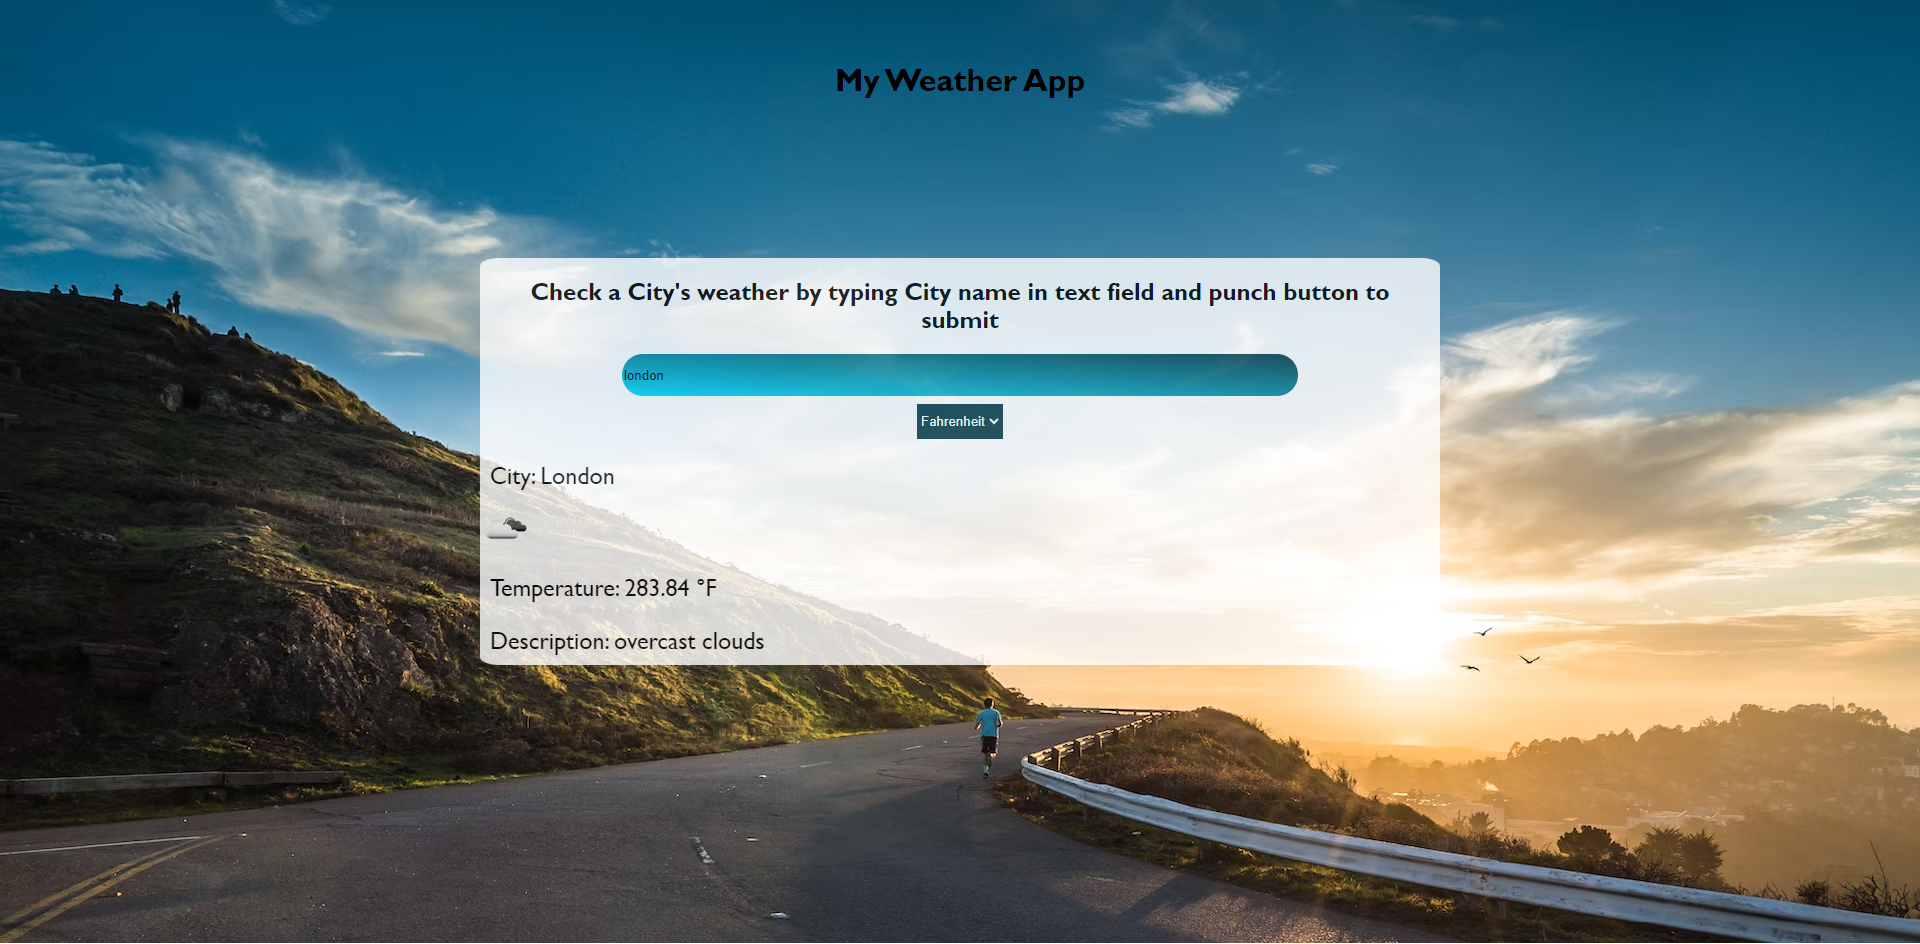 My Weather App
Check a City's weather by typing City name in text field and punch button to
submit
london
Fahrenheit
City: London
Temperature: 283.84 °F
Description: overcast clouds